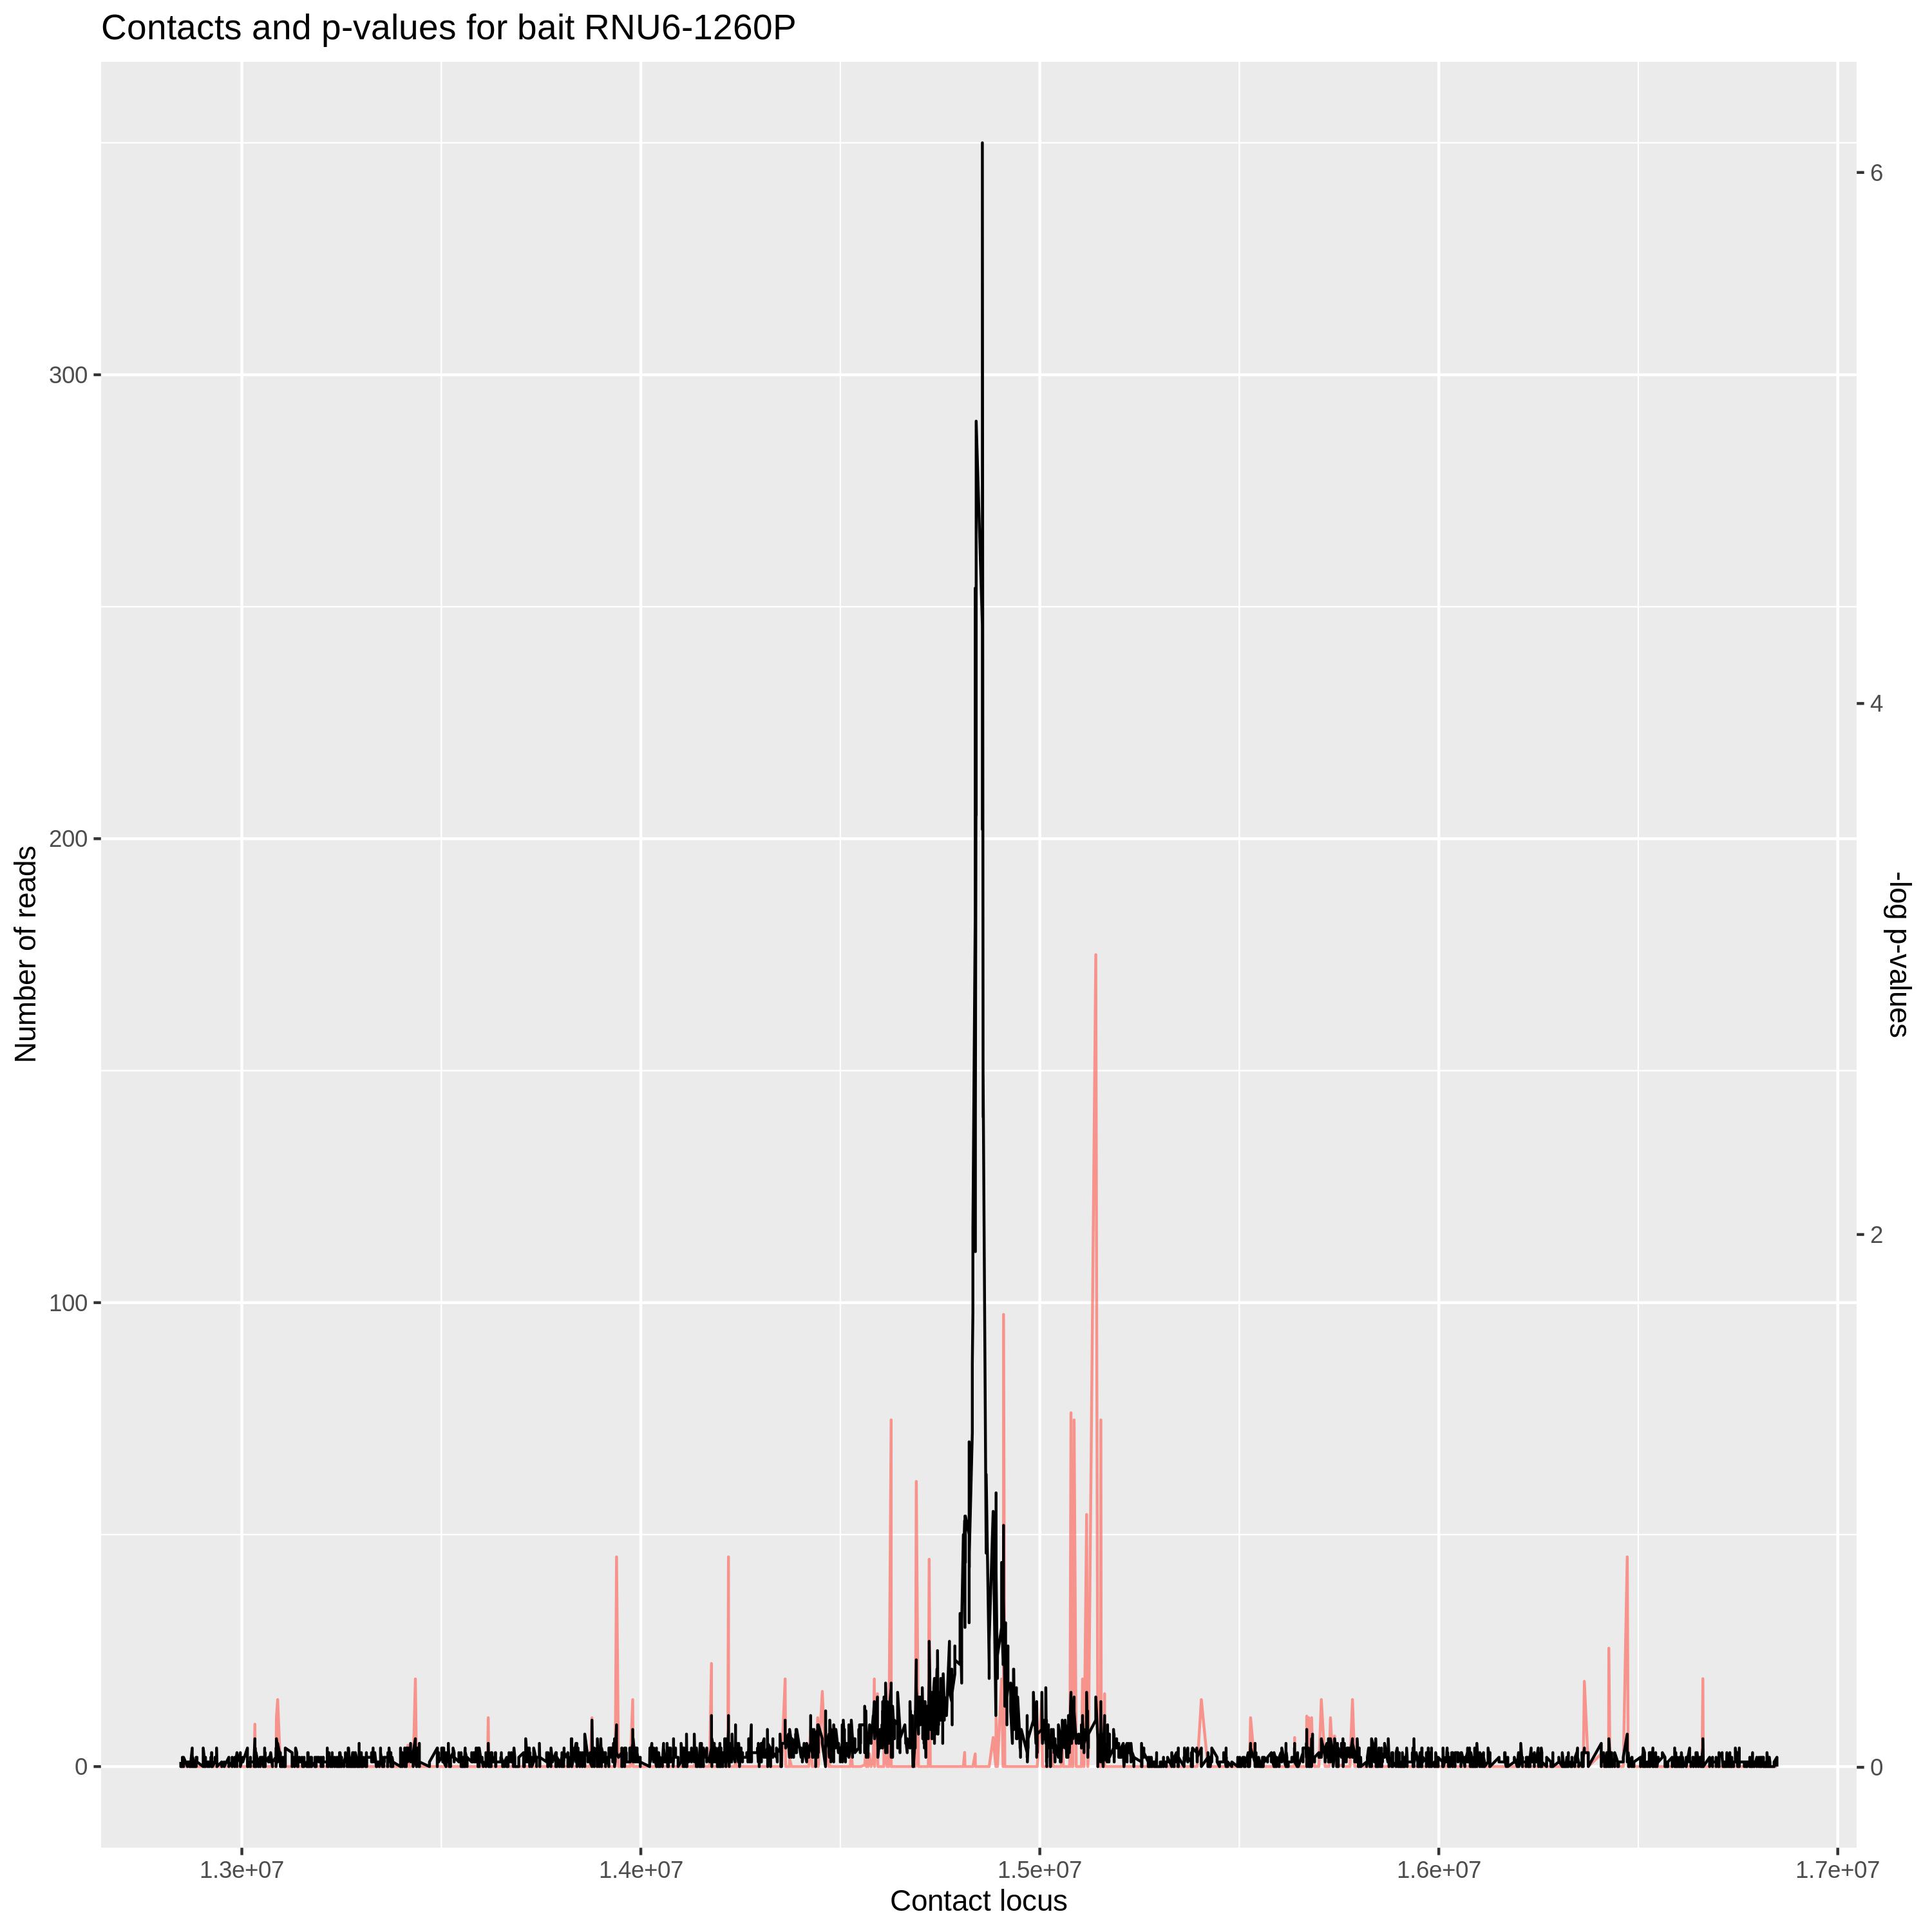 Contacts and p-values for bait RNU6-1260P
Number of reads
300
200
100
0
6
4
2
0
-log p-values
1.3e+07
1.4e+07
1.5e+07
1.6e+07
1.7e+07
Contact locus